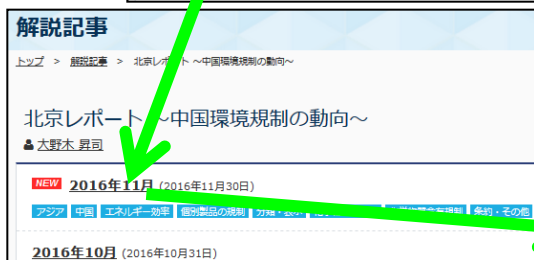 解説記事
トップ > 解説記事 > 北京レポート ～中国環境規制の動向～
北京レポート ～中国環境規制の動向～
大野木 昇司
NEW 2016年11月 (2016年11月30日)
アジア 中国 エネルギー効率 個別製品の規制 分類・表示 条約・その他
2016年10月 (2016年10月31日)